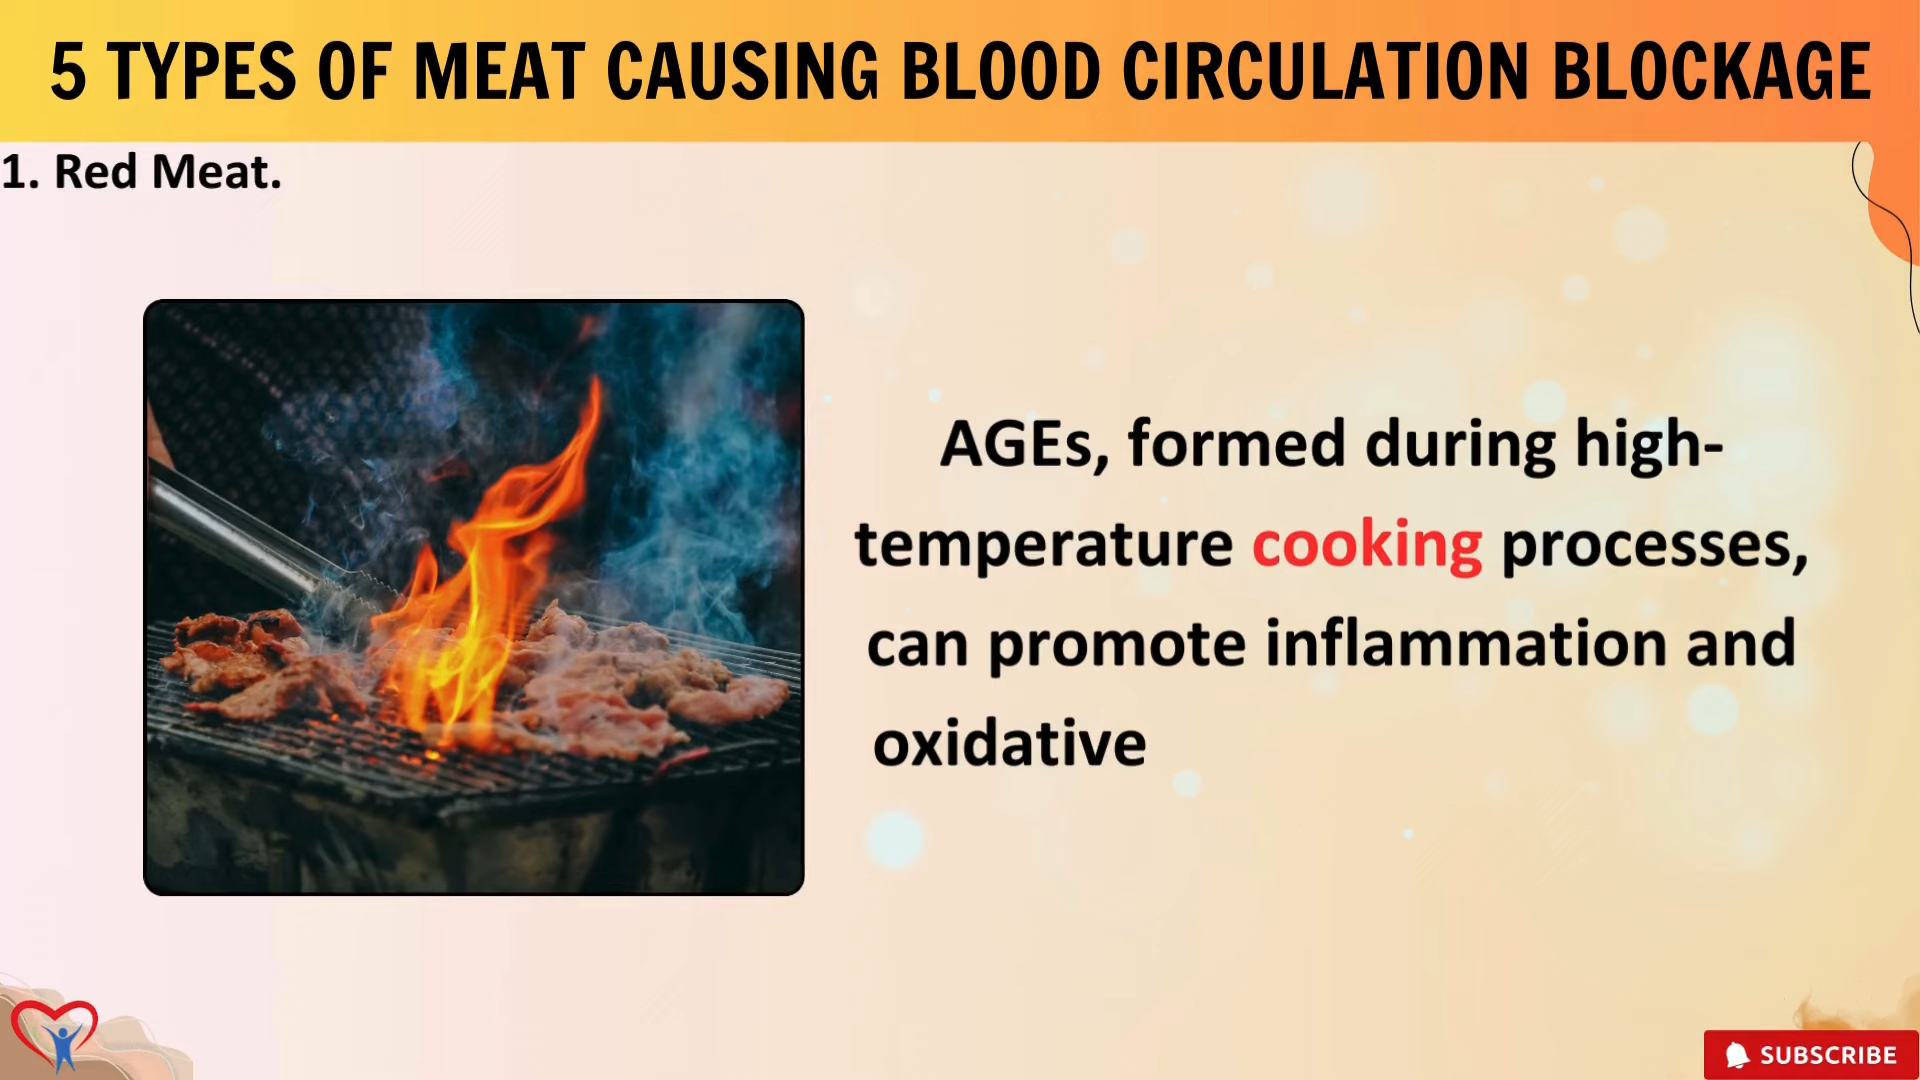 5 TYPES OF MEAT CAUSING BLOOD CIRCULATION BLOCKAGE
1. Red Meat.
AGEs, formed during high-
temperature cooking processes,
can promote inflammation and
oxidative
SUBSCRIBE